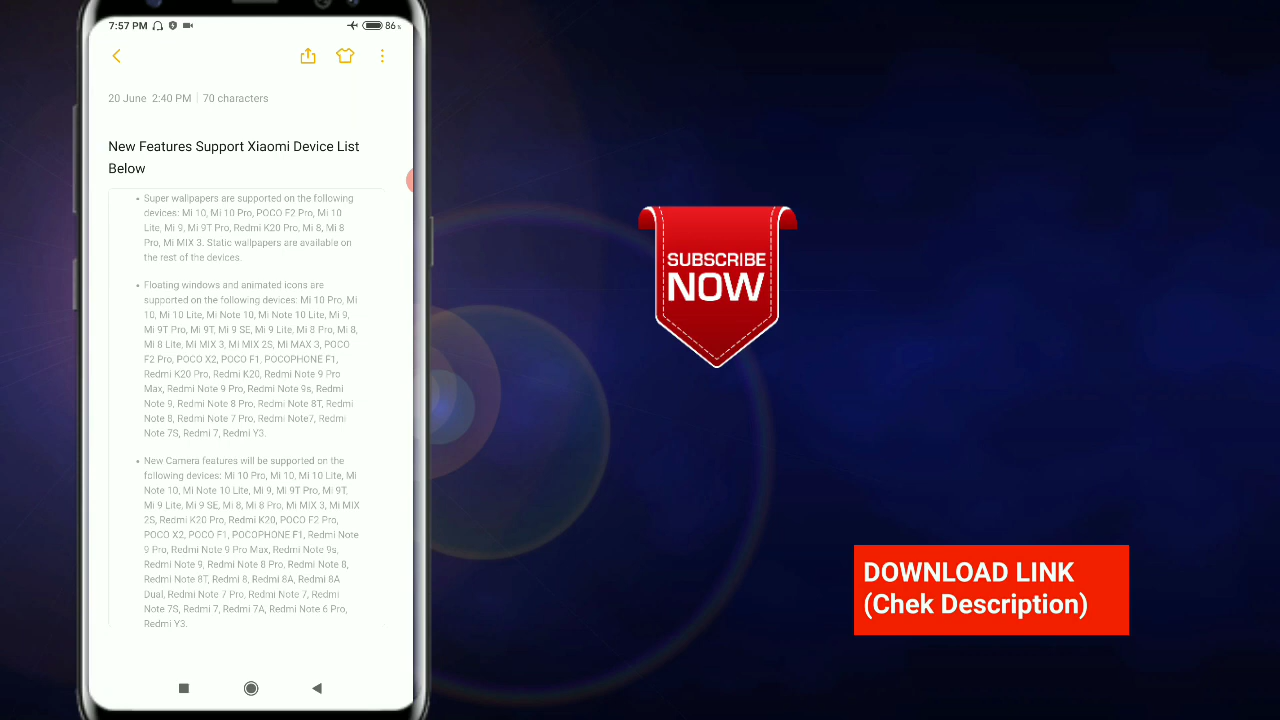 7:57 PM 86%
20 June 2:40 PM | 70 characters
New Features Support Xiaomi Device List
Below
• Super wallpapers are supported on the following
devices: Mi 10, Mi 10 Pro, POCO F2 Pro, Mi 10
Lite, Mi 9, Mi 9T Pro, Redmi K20 Pro, Mi 8, Mi 8
Pro, Mi MIX 3. Static wallpapers are available on
the rest of the devices.
• Floating windows and animated icons are
supported on the following devices: Mi 10 Pro, Mi
10, Mi 10 Lite, Mi Note 10, Mi Note 10 Lite, Mi 9,
Mi 9T Pro, Mi 9T, Mi 9 SE, Mi 9 Lite, Mi 8 Pro, Mi 8,
Mi 8 Lite, Mi MIX 3, Mi MIX 2S, Mi MAX 3, POCO
F2 Pro, POCO X2, POCO F1, POCOPHONE F1,
Redmi K20 Pro, Redmi K20, Redmi Note 9 Pro
Max, Redmi Note 9 Pro, Redmi Note 9s, Redmi
Note 9, Redmi Note 8 Pro, Redmi Note 8T, Redmi
Note 8, Redmi Note 7 Pro, Redmi Note7, Redmi
Note 7S, Redmi 7, Redmi Y3.
• New Camera features will be supported on the
following devices: Mi 10 Pro, Mi 10, Mi 10 Lite, Mi
Note 10, Mi Note 10 Lite, Mi 9, Mi 9T Pro, Mi 9T,
Mi 9 Lite, Mi 9 SE, Mi 8, Mi 8 Pro, Mi MIX 3, Mi MIX
2S, Redmi K20 Pro, Redmi K20, POCO F2 Pro,
POCO X2, POCO F1, POCOPHONE F1, Redmi Note
9 Pro, Redmi Note 9 Pro Max, Redmi Note 9s,
Redmi Note 9, Redmi Note 8 Pro, Redmi Note 8,
Redmi Note 8T, Redmi 8, Redmi 8A, Redmi 8A
Dual, Redmi Note 7 Pro, Redmi Note 7, Redmi
Note 7S, Redmi 7, Redmi 7A, Redmi Note 6 Pro,
Redmi Y3.
SUBSCRIBE
NOW
DOWNLOAD LINK
(Chek Description)